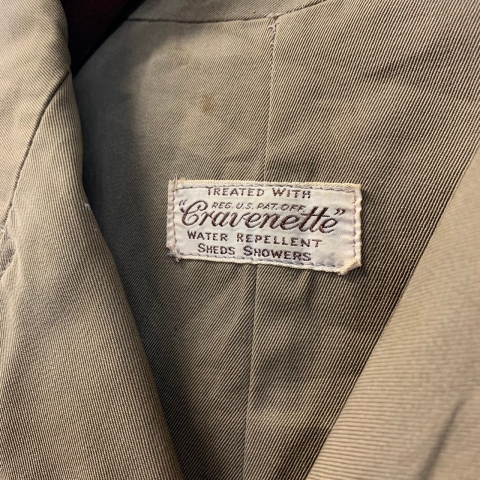 TREATED WITH
REG. U.S. PAT. OFF.
"Cravenette"
WATER REPELLENT
SHEDS SHOWERS